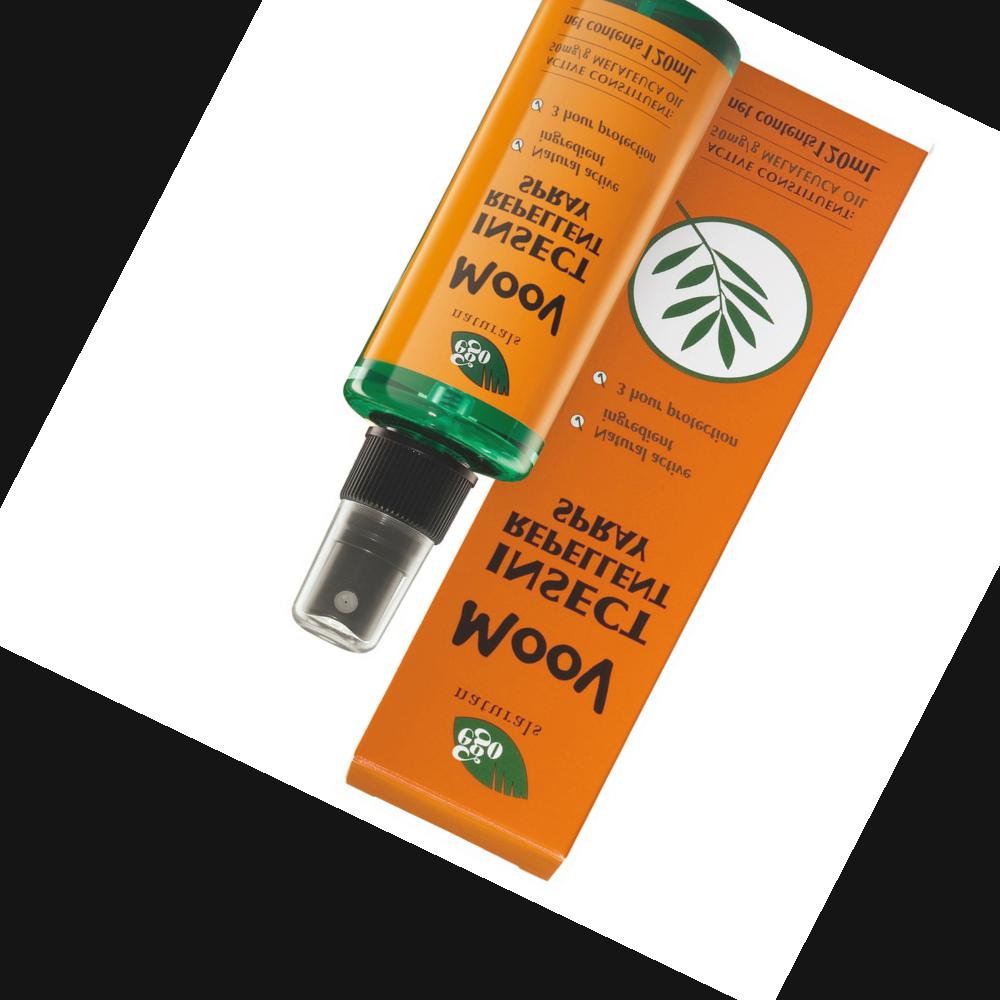 ego
naturals
Moov
INSECT
REPELLENT
SPRAY
Natural active
ingredient
3 hour protection
ACTIVE CONSTITUENT:
50mg/g MELALEUCA OIL
net contents 120mL
ego
naturals
Moov
INSECT
REPELLENT
SPRAY
Natural active
ingredient
3 hour protection
ACTIVE CONSTITUENT:
50mg/g MELALEUCA OIL
net contents 120mL